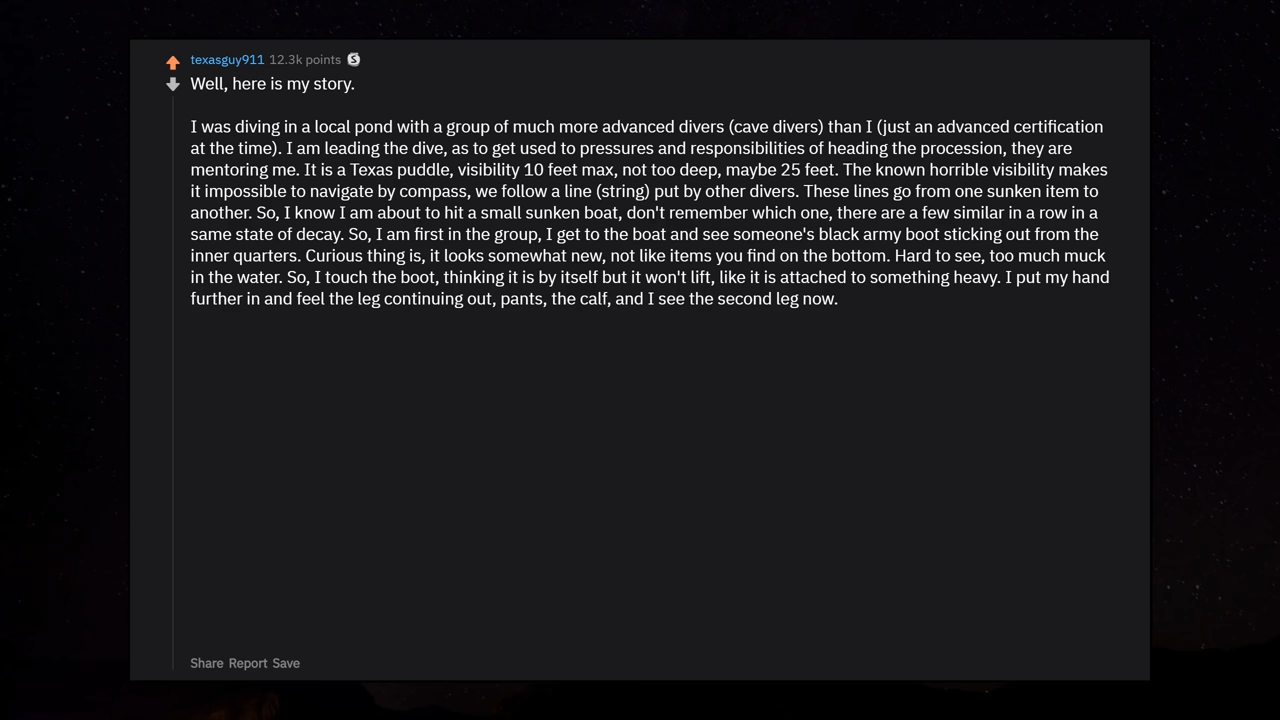 texasguy911 12.3k points
Well, here is my story.
I was diving in a local pond with a group of much more advanced divers (cave divers) than I (just an advanced certification
at the time). I am leading the dive, as to get used to pressures and responsibilities of heading the procession, they are
mentoring me. It is a Texas puddle, visibility 10 feet max, not too deep, maybe 25 feet. The known horrible visibility makes
it impossible to navigate by compass, we follow a line (string) put by other divers. These lines go from one sunken item to
another. So, I know I am about to hit a small sunken boat, don't remember which one, there are a few similar in a row in a
same state of decay. So, I am first in the group, I get to the boat and see someone's black army boot sticking out from the
inner quarters. Curious thing is, it looks somewhat new, not like items you find on the bottom. Hard to see, too much muck
in the water. So, I touch the boot, thinking it is by itself but it won't lift, like it is attached to something heavy. I put my hand
further in and feel the leg continuing out, pants, the calf, and I see the second leg now.
Share Report Save